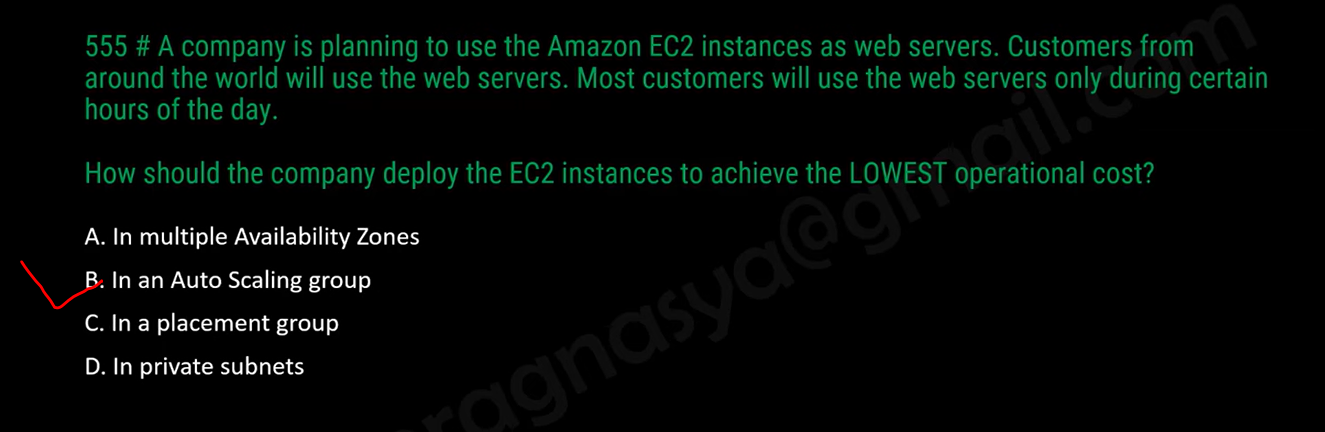 555 # A company is planning to use the Amazon EC2 instances as web servers. Customers from
around the world will use the web servers. Most customers will use the web servers only during certain
hours of the day.
How should the company deploy the EC2 instances to achieve the LOWEST operational cost?
A. In multiple Availability Zones
B. In an Auto Scaling group
C. In a placement group
D. In private subnets
ragnasya@gmail.com